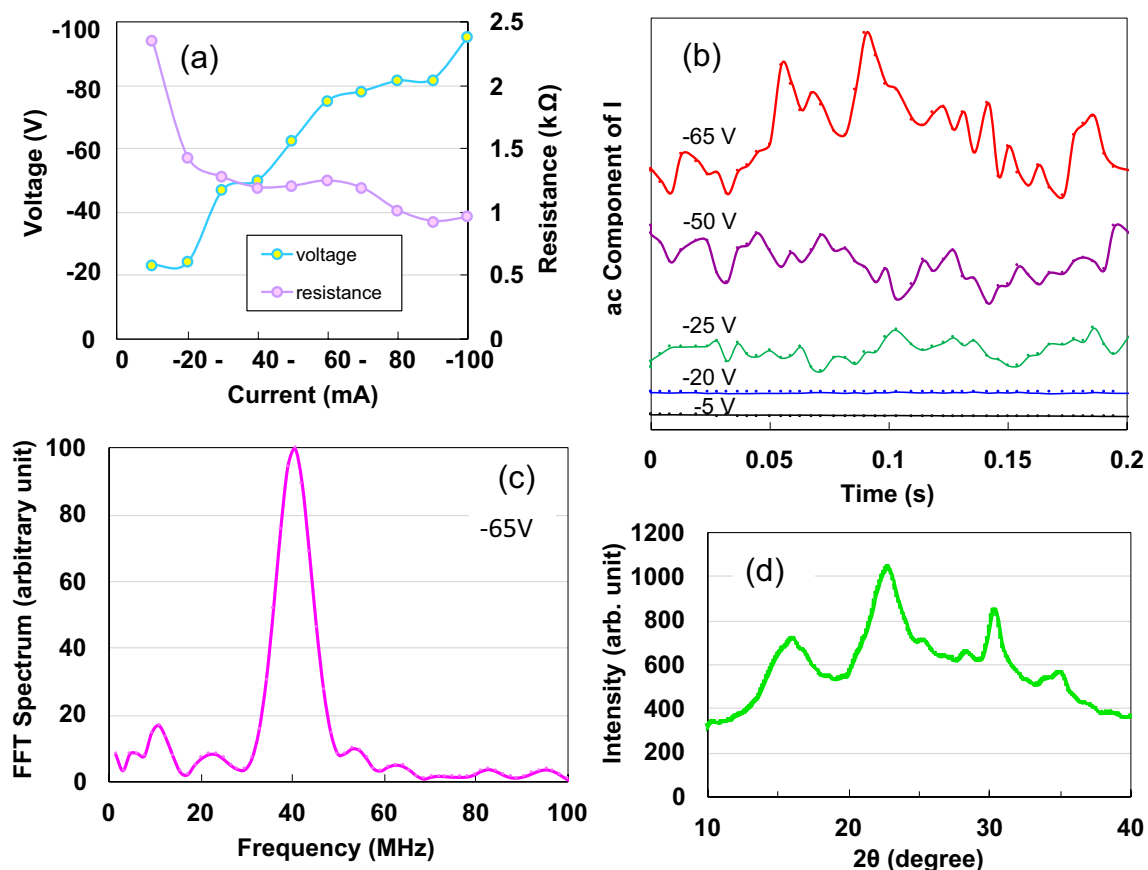 (a)
-100
-80
-60
-40
-20
0
Voltage (V)
2.5
2
1.5
1
0.5
0
Resistance (kΩ)
voltage
resistance
0 -20 - 40 - 60 - 80 -100
Current (mA)
(b)
ac Component of I
-65 V
-50 V
-25 V
-20 V
-5 V
0 0.05 0.1 0.15 0.2
Time (s)
(c)
-65V
FFT Spectrum (arbitrary unit)
100
80
60
40
20
0
0 20 40 60 80 100
Frequency (MHz)
(d)
Intensity (arb. unit)
1200
1000
800
600
400
200
0
10 20 30 40
2θ (degree)